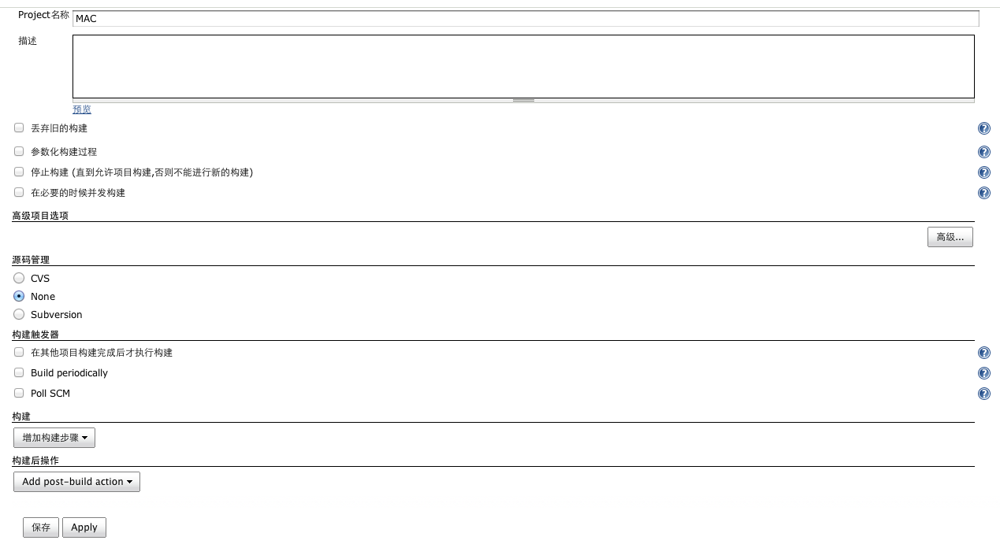 Project名称 MAC
描述
预览
丢弃旧的构建
参数化构建过程
停止构建 (直到允许项目构建,否则不能进行新的构建)
在必要的时候并发构建
高级项目选项
高级...
源码管理
CVS
None
Subversion
构建触发器
在其他项目构建完成后才执行构建
Build periodically
Poll SCM
构建
增加构建步骤
构建后操作
Add post-build action
保存 Apply